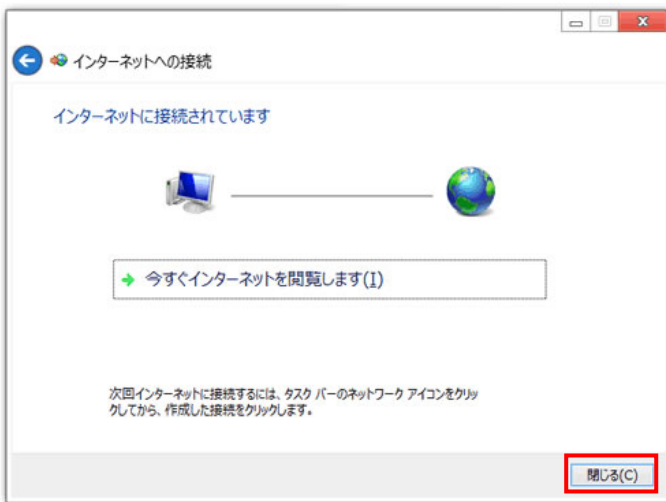 インターネットへの接続
インターネットに接続されています
今すぐインターネットを閲覧します(I)
次回インターネットに接続するには、タスク バーのネットワーク アイコンをクリッ
クしてから、作成した接続をクリックします。
閉じる(C)